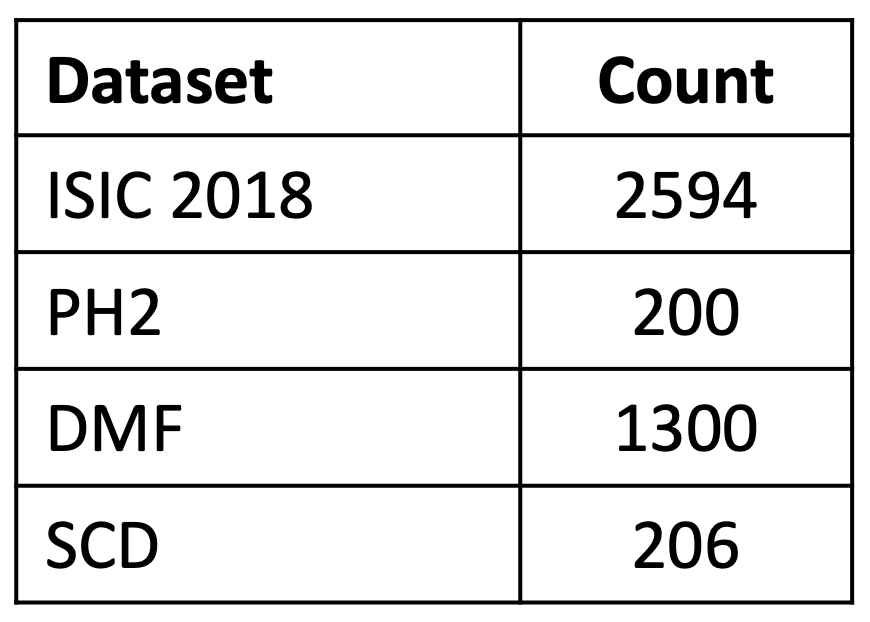 Dataset Count
ISIC 2018 2594
PH2 200
DMF 1300
SCD 206